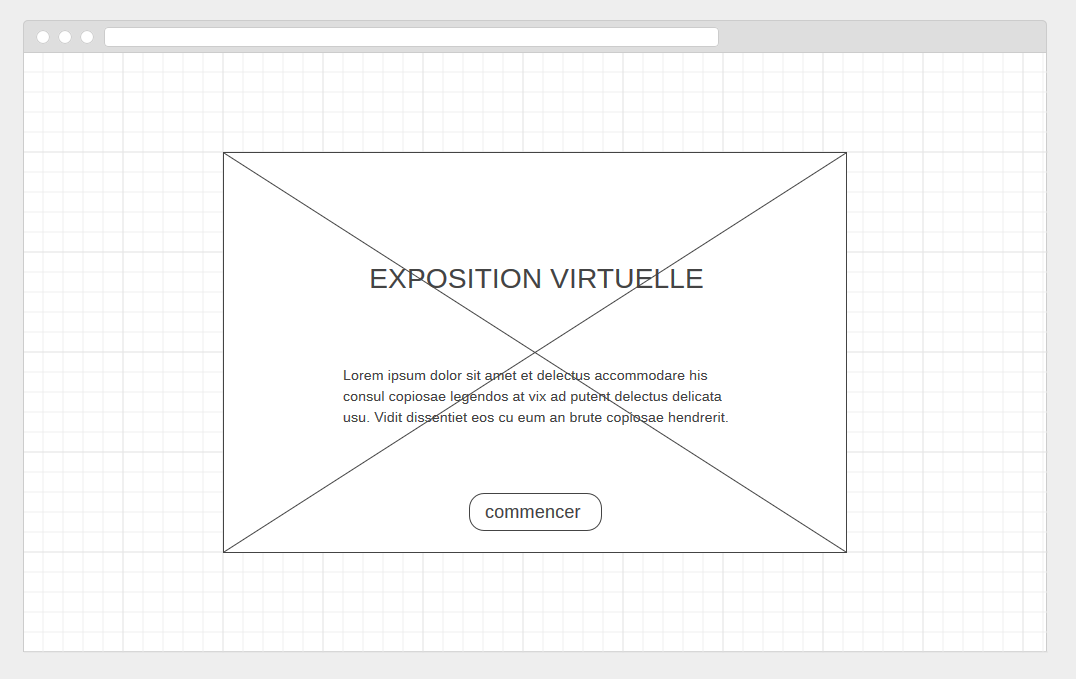 EXPOSITION VIRTUELLE
Lorem ipsum dolor sit amet et delectus accommodare his
consul copiosae legendos at vix ad putent delectus delicata
usu. Vidit dissentiet eos cu eum an brute copiosae hendrerit.
commencer